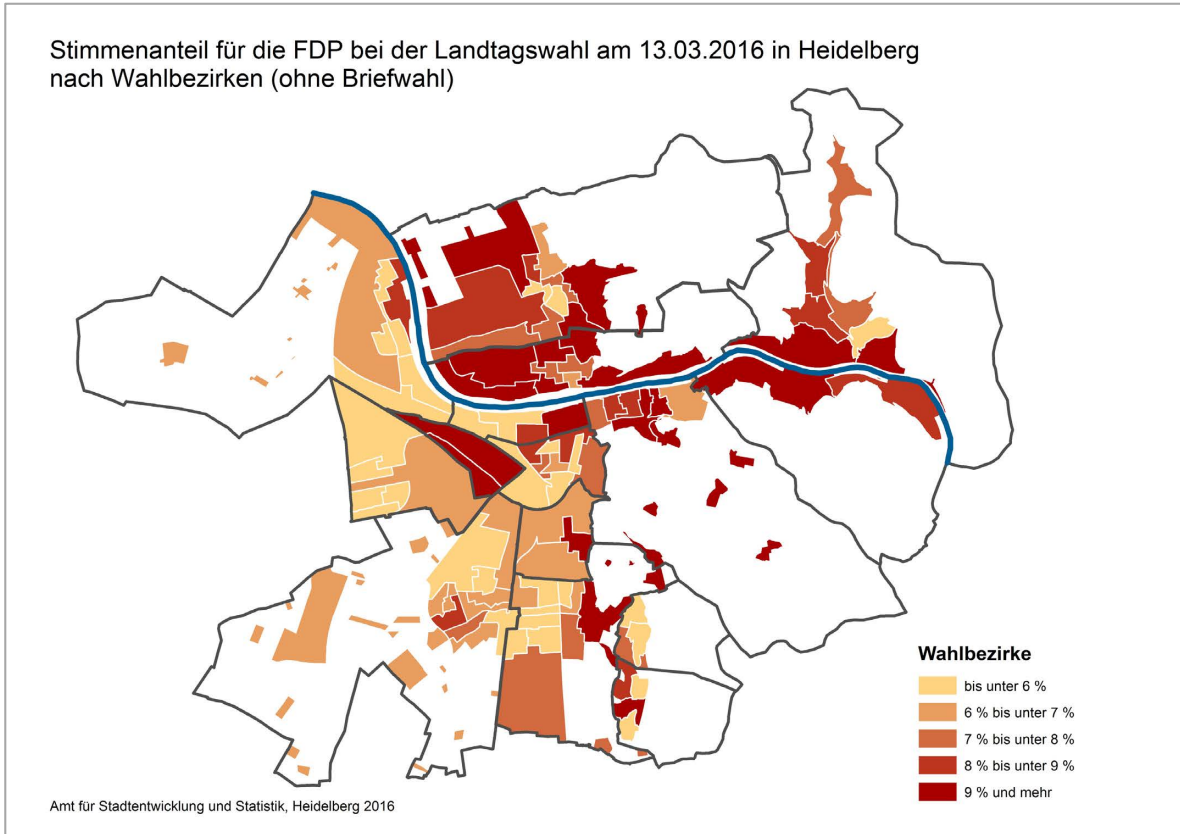 Stimmenanteil für die FDP bei der Landtagswahl am 13.03.2016 in Heidelberg
nach Wahlbezirken (ohne Briefwahl)
Wahlbezirke
bis unter 6 %
6 % bis unter 7 %
7 % bis unter 8 %
8 % bis unter 9 %
9 % und mehr
Amt für Stadtentwicklung und Statistik, Heidelberg 2016